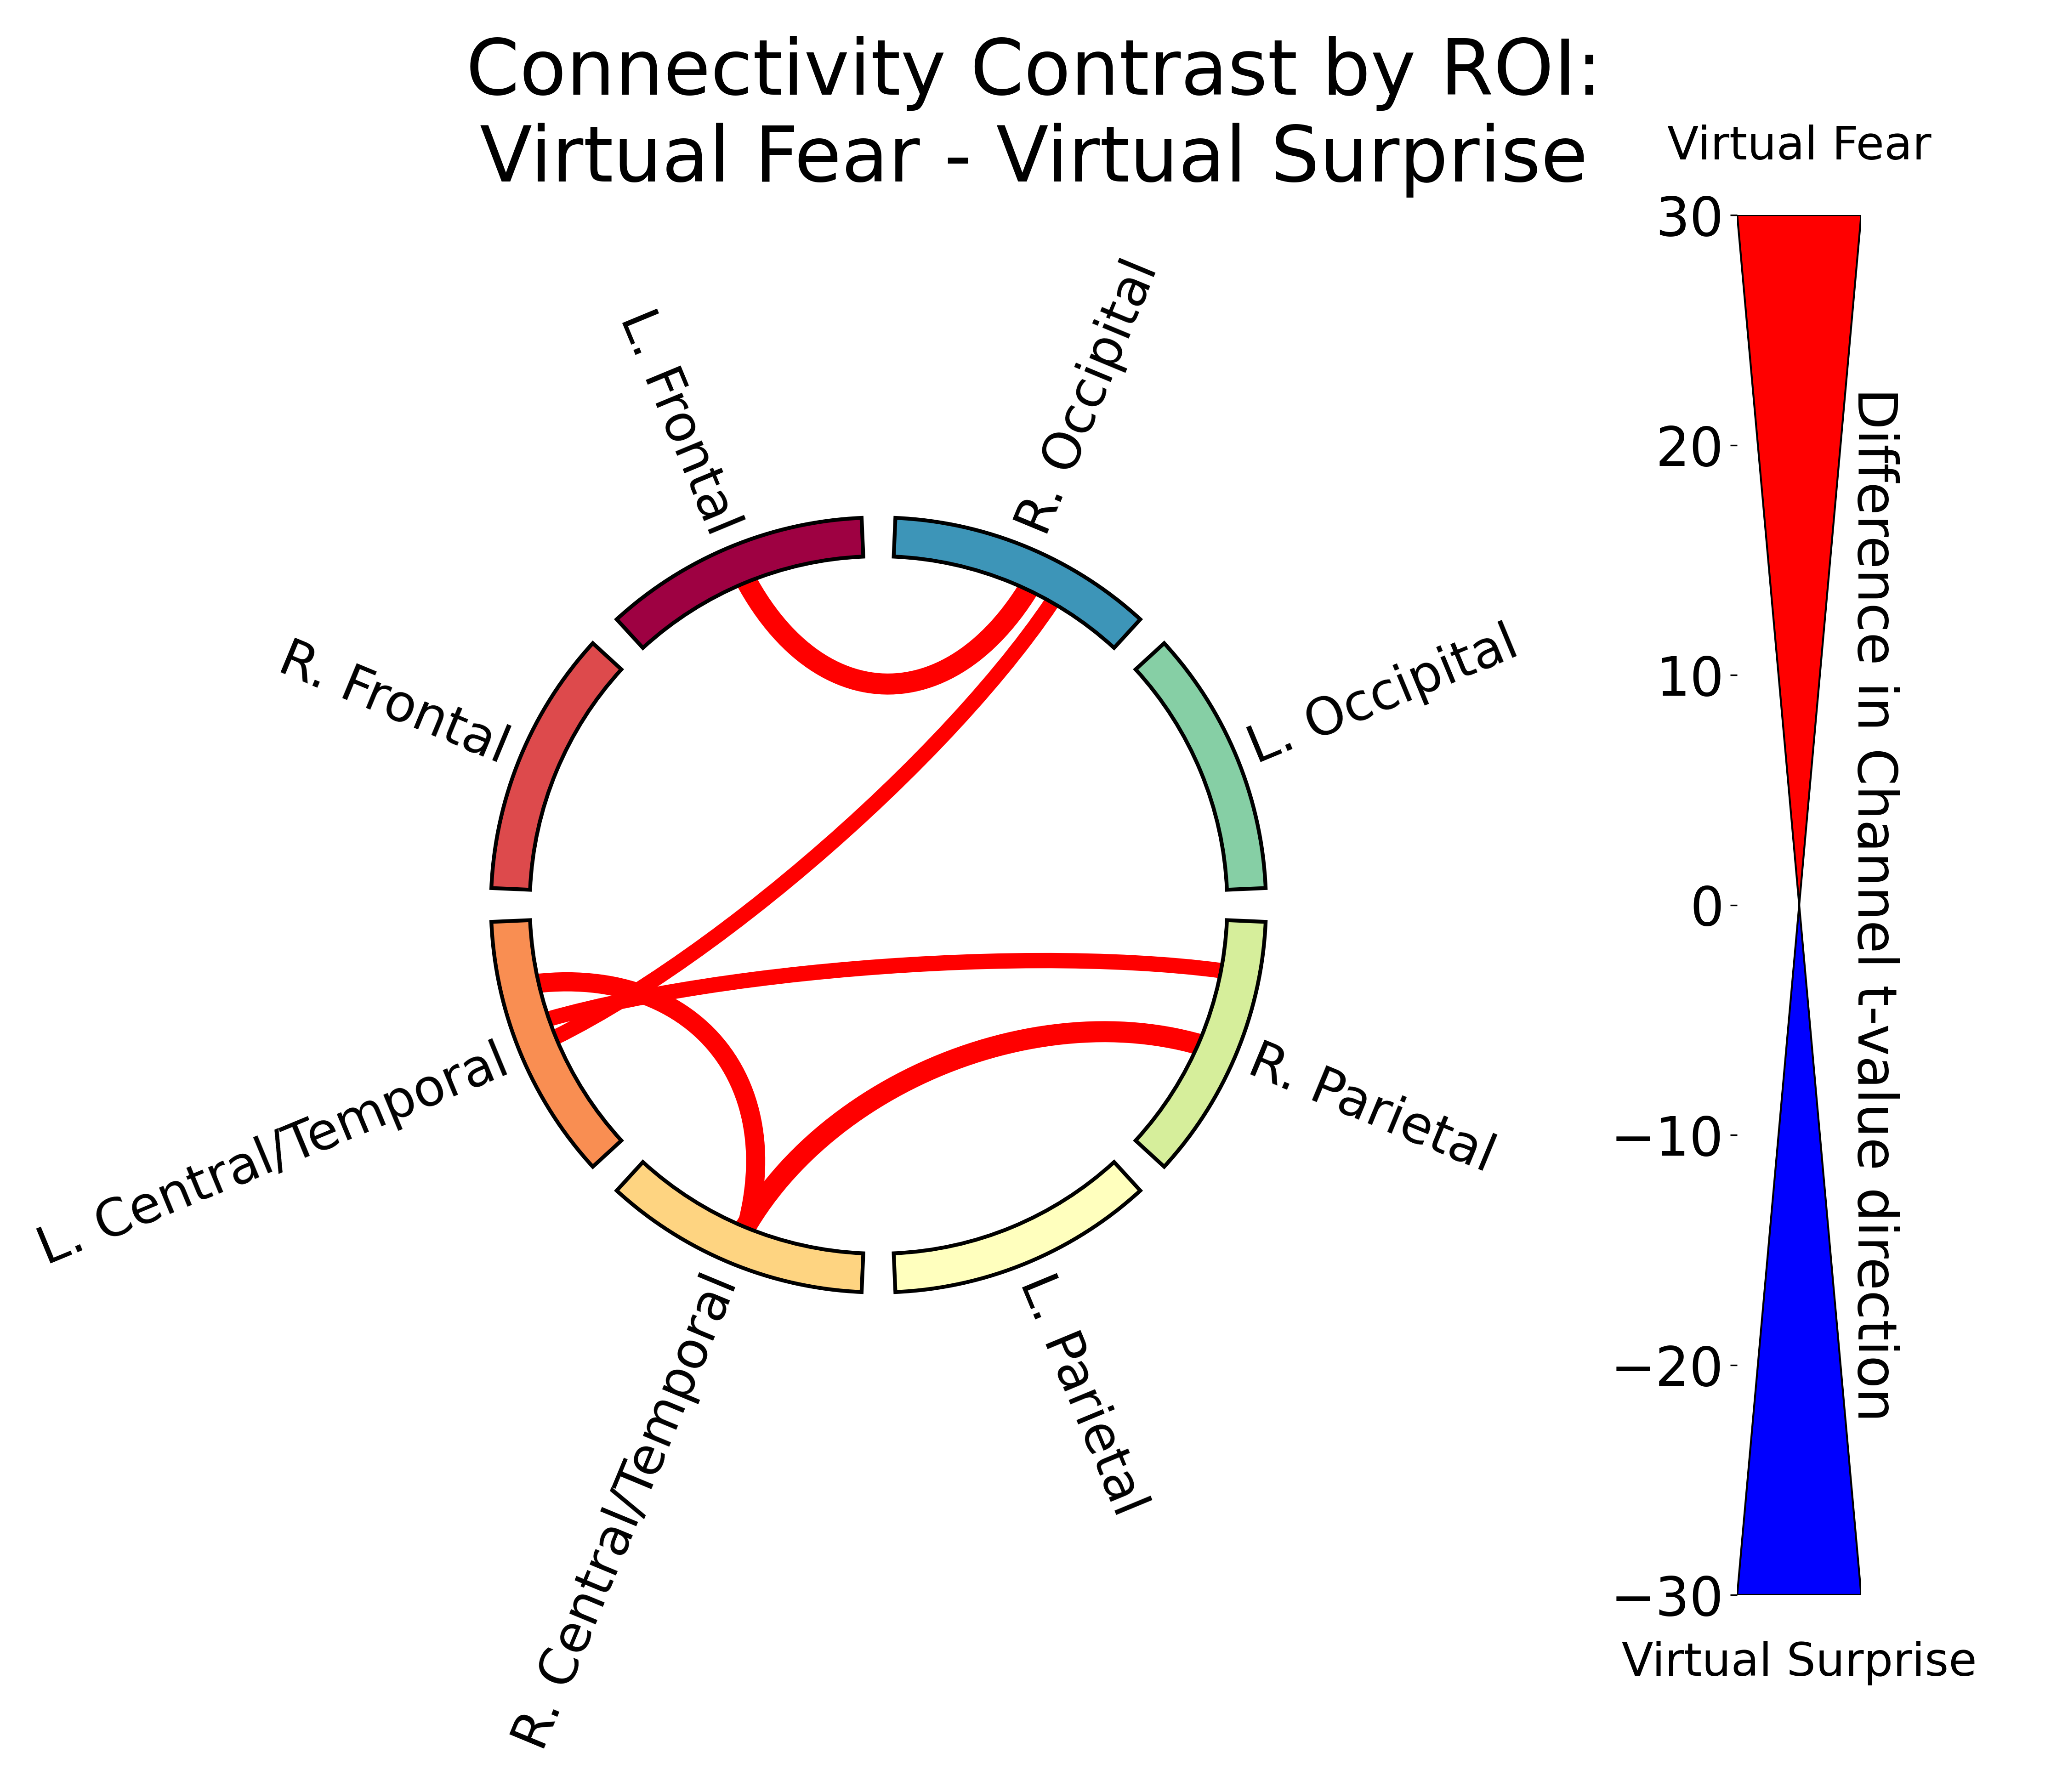 Connectivity Contrast by ROI:
Virtual Fear - Virtual Surprise
Virtual Fear
30
20
10
0
−10
−20
−30
Virtual Surprise
Difference in Channel t-value direction
L. Frontal
R. Occipital
R. Frontal
L. Occipital
L. Central/Temporal
R. Parietal
R. Central/Temporal
L. Parietal